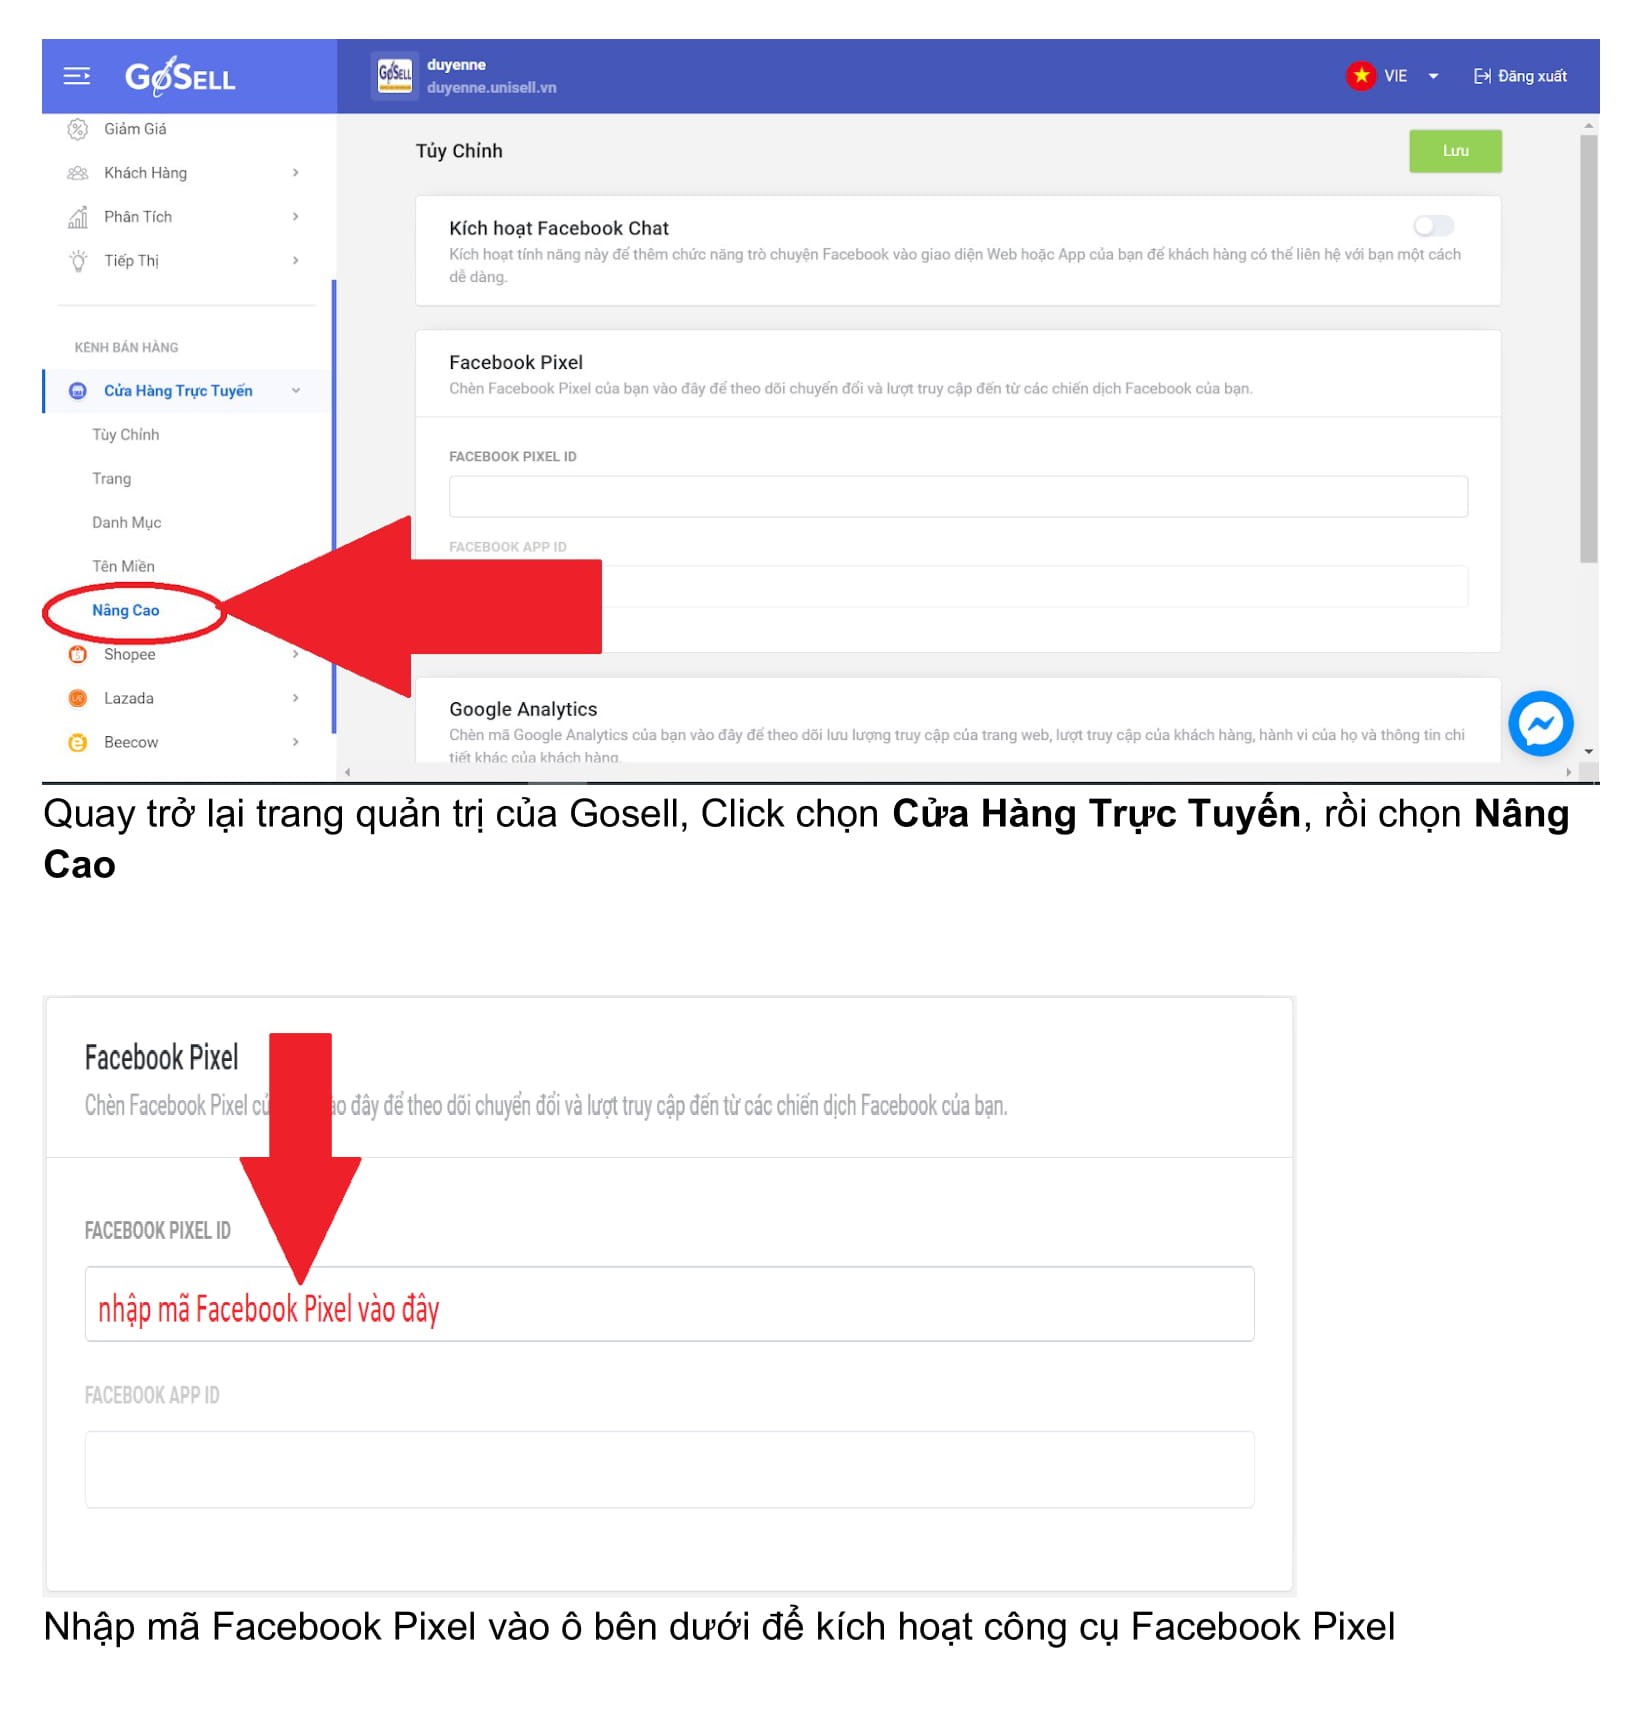 GoSELL
duyenne
duyenne.unisell.vn
VIE
Đăng xuất
Giảm Giá
Khách Hàng
Phân Tích
Tiếp Thị
KÊNH BÁN HÀNG
Cửa Hàng Trực Tuyến
Tùy Chỉnh
Trang
Danh Mục
Tên Miền
Nâng Cao
Shopee
Lazada
Beecow
Tủy Chỉnh
Lưu
Kích hoạt Facebook Chat
Kích hoạt tính năng này để thêm chức năng trò chuyện Facebook vào giao diện Web hoặc App của bạn để khách hàng có thể liên hệ với bạn một cách
dễ dàng.
Facebook Pixel
Chèn Facebook Pixel của bạn vào đây để theo dõi chuyển đổi và lượt truy cập đến từ các chiến dịch Facebook của bạn.
FACEBOOK PIXEL ID
FACEBOOK APP ID
Google Analytics
Chèn mã Google Analytics của bạn vào đây để theo dõi lưu lượng truy cập của trang web, lượt truy cập của khách hàng, hành vi của họ và thông tin chi
tiết khác của khách hàng.
Quay trở lại trang quản trị của Gosell, Click chọn Cửa Hàng Trực Tuyến, rồi chọn Nâng
Cao
Facebook Pixel
Chèn Facebook Pixel đây để theo dõi chuyển đổi và lượt truy cập đến từ các chiến dịch Facebook của bạn.
FACEBOOK PIXEL ID
nhập mã Facebook Pixel vào đây
FACEBOOK APP ID
Nhập mã Facebook Pixel vào ô bên dưới để kích hoạt công cụ Facebook Pixel